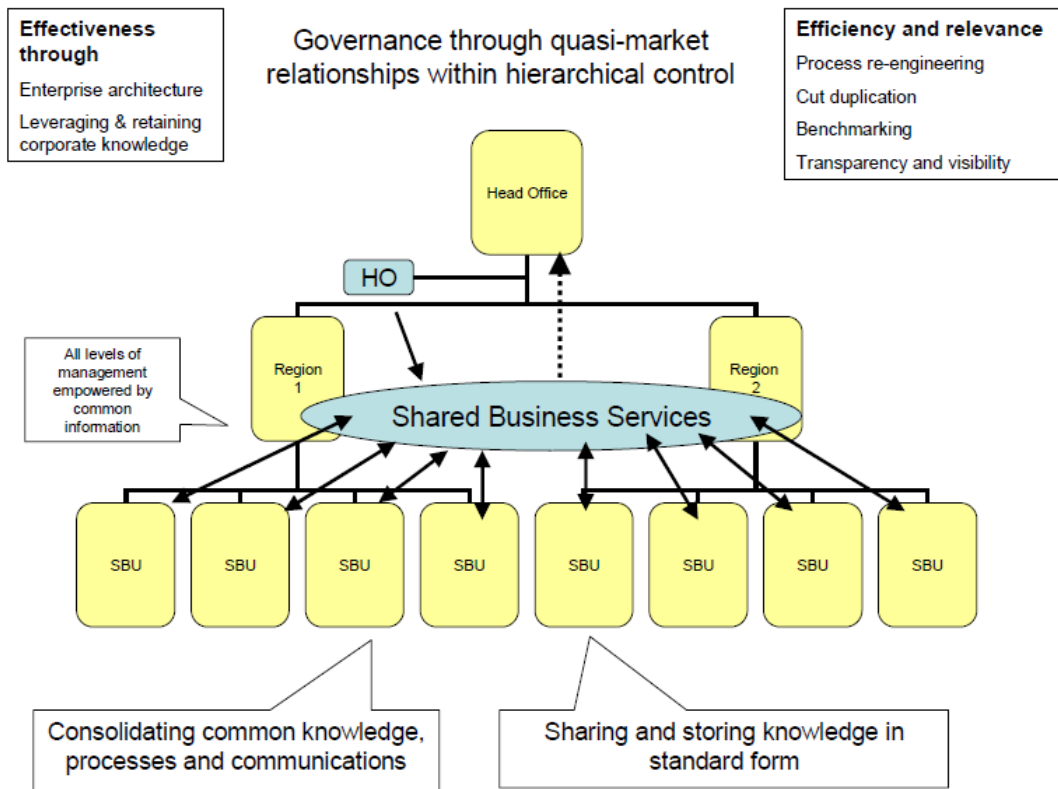 Effectiveness
through
Enterprise architecture
Leveraging & retaining
corporate knowledge
Governance through quasi-market
relationships within hierarchical control
Efficiency and relevance
Process re-engineering
Cut duplication
Benchmarking
Transparency and visibility
Head Office
HO
All levels of
management
empowered by
common
information
Region
1
Region
2
Shared Business Services
SBU
SBU
SBU
SBU
SBU
SBU
SBU
SBU
Consolidating common knowledge,
processes and communications
Sharing and storing knowledge in
standard form